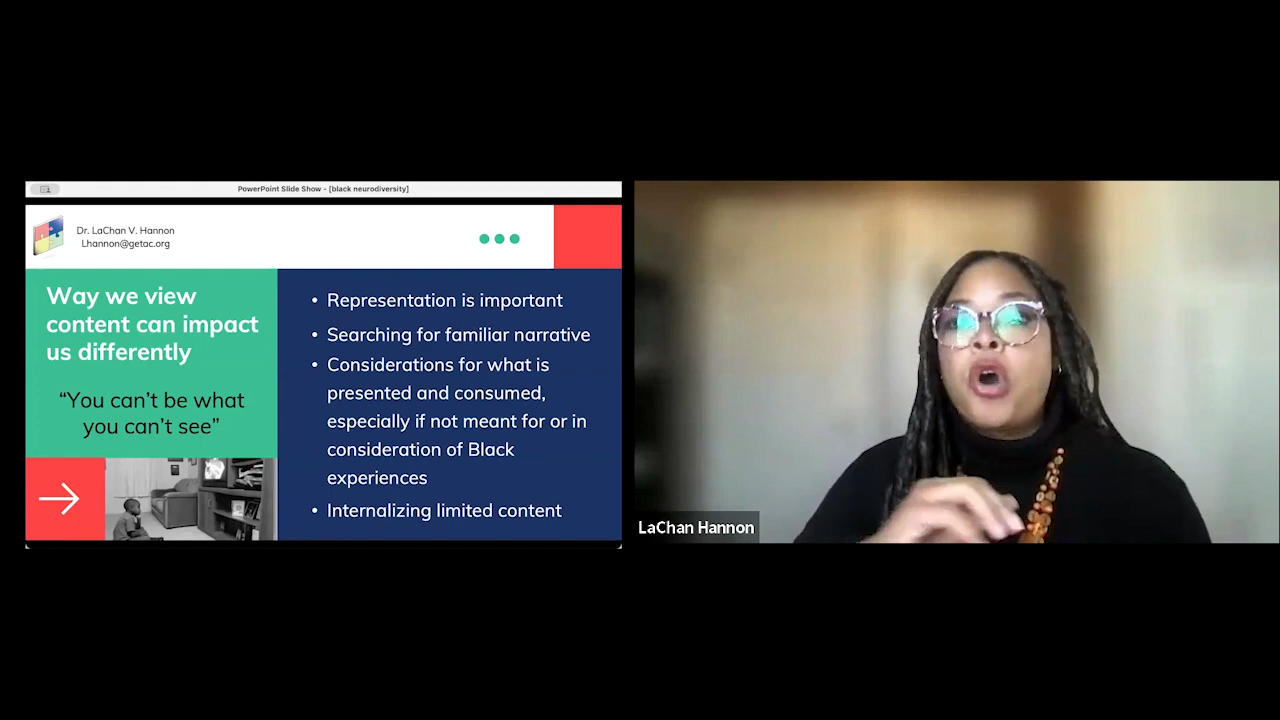 PowerPoint Slide Show - [black neurodiversity]
Dr. LaChan V. Hannon
Lhannon@getac.org
Way we view
content can impact
us differently
“You can’t be what
you can’t see”
• Representation is important
• Searching for familiar narrative
• Considerations for what is
presented and consumed,
especially if not meant for or in
consideration of Black
experiences
• Internalizing limited content
LaChan Hannon